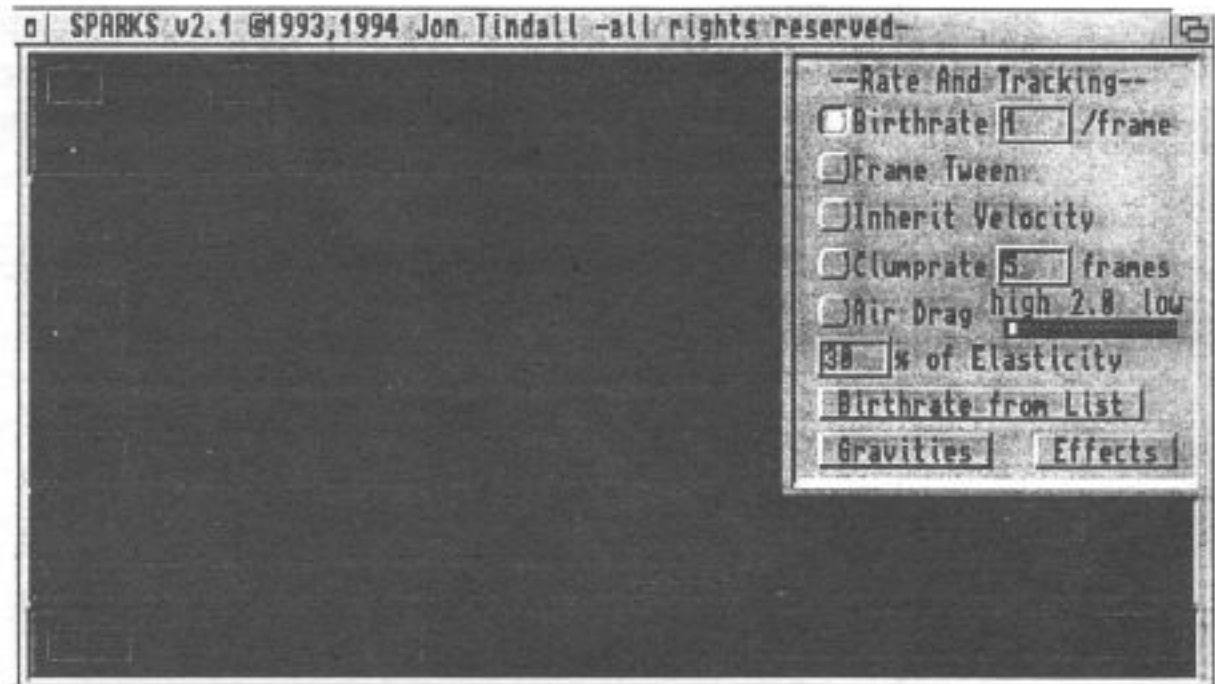 SPARKS v2.1 @1993,1994 Jon Tindall -all rights reserved-
--Rate And Tracking--
Birthrate 1 /frame
Frame Tween
Inherit Velocity
Clumprate 5 frames
high 2.0 low
Air Drag
30 % of Elasticity
Birthrate from List
Gravities Effects